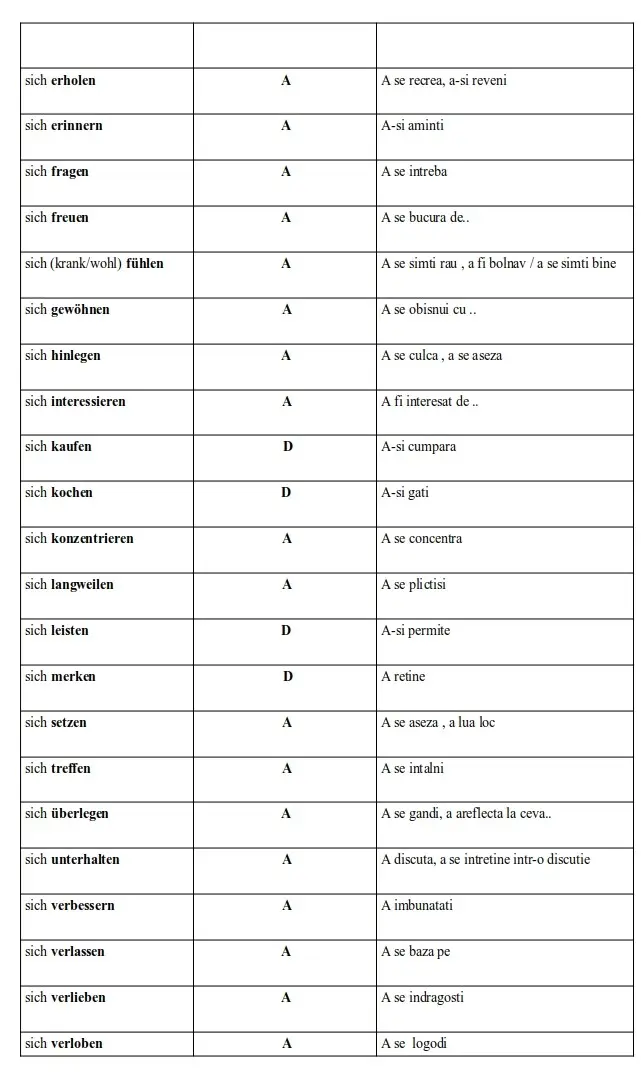 sich erholen A A se recrea, a-si reveni
sich erinnern A A-si aminti
sich fragen A A se intreba
sich freuen A A se bucura de..
sich (krank/wohl) fühlen A A se simti rau , a fi bolnav / a se simti bine
sich gewöhnen A A se obisnui cu ..
sich hinlegen A A se culca , a se aseza
sich interessieren A A fi interesat de ..
sich kaufen D A-si cumpara
sich kochen D A-si gati
sich konzentrieren A A se concentra
sich langweilen A A se plictisi
sich leisten D A-si permite
sich merken D A retine
sich setzen A A se aseza , a lua loc
sich treffen A A se intalni
sich überlegen A A se gandi, a areflecta la ceva..
sich unterhalten A A discuta, a se intretine intr-o discutie
sich verbessern A A imbunatati
sich verlassen A A se baza pe
sich verlieben A A se indragosti
sich verloben A A se logodi